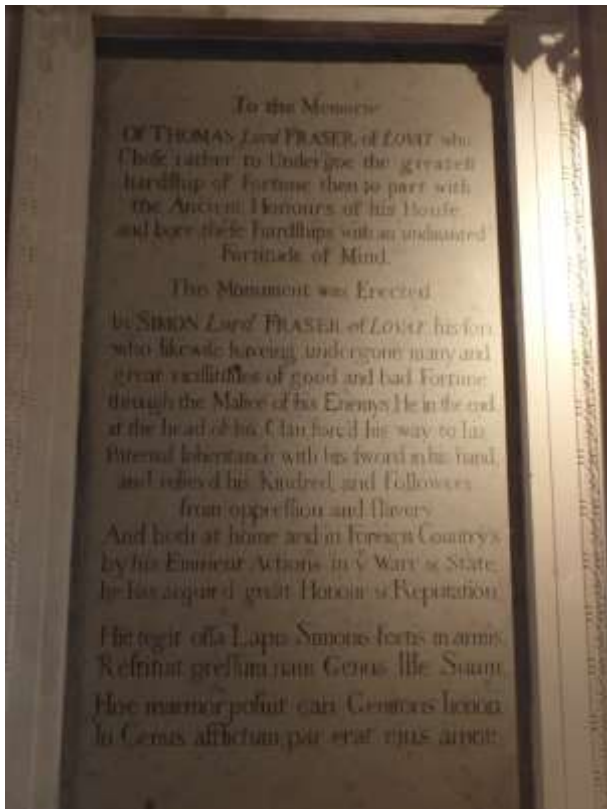 To the Memorie
Of THOMAS Lord FRASER of LOVAT who
Chose rather to Undergoe the greatest
hardship of Fortune then to part with
the Ancient Honours of his House
and bore these hardships with an undaunted
Fortitude of Mind.
This Monument was Erected
by SIMON Lord FRASER of LOVAT his son
who likewise haveing undergone many and
great vicissitudes of good and bad Fortune
through the Malice of his Enemys He in the end
at the head of his Clan forc'd his way to his
Paternal Inheritance with his sword in his hand,
and relieved his Kindred, and Followers
from oppression and slavery
And both at home and in Foreign Country's
by his Eminent Actions in ye Warr & State
he has acquir'd great Honour & Reputation
Hic tegit ossa Lapis Simonis fortis in armis
Restituit pressum nam Genus Ille Suum
Hoc marmor posuit cari Genitoris honori
In Genus afflictum par erat ejus amor